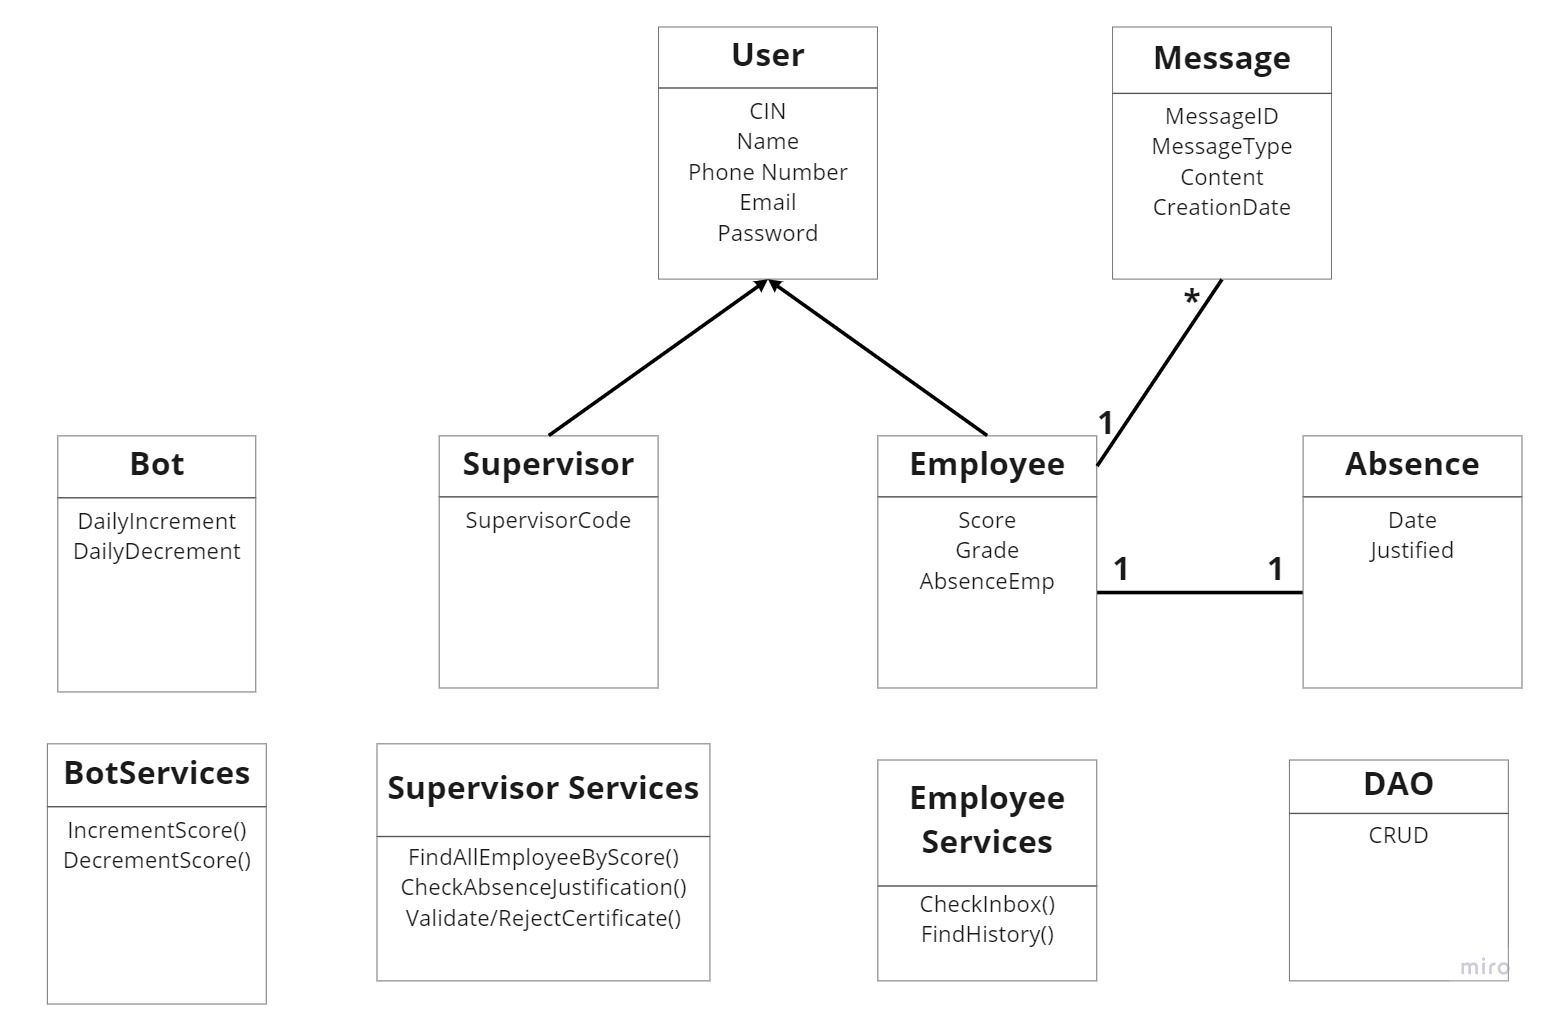 User
CIN
Name
Phone Number
Email
Password
Message
MessageID
MessageType
Content
CreationDate
*
1
Bot
DailyIncrement
DailyDecrement
Supervisor
SupervisorCode
Employee
Score
Grade
AbsenceEmp
1
1
Absence
Date
Justified
BotServices
IncrementScore()
DecrementScore()
Supervisor Services
FindAllEmployeeByScore()
CheckAbsenceJustification()
Validate/RejectCertificate()
Employee
Services
CheckInbox()
FindHistory()
DAO
CRUD
miro